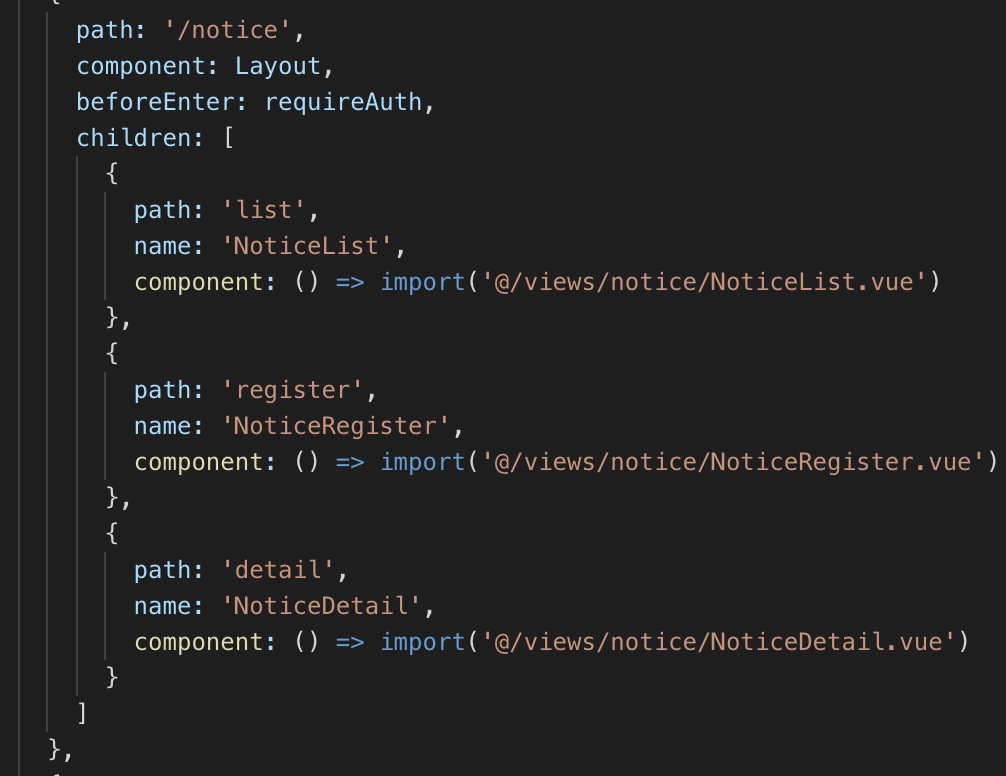 {
path: '/notice',
component: Layout,
beforeEnter: requireAuth,
children: [
{
path: 'list',
name: 'NoticeList',
component: () => import('@/views/notice/NoticeList.vue')
},
{
path: 'register',
name: 'NoticeRegister',
component: () => import('@/views/notice/NoticeRegister.vue')
},
{
path: 'detail',
name: 'NoticeDetail',
component: () => import('@/views/notice/NoticeDetail.vue')
}
]
},
{